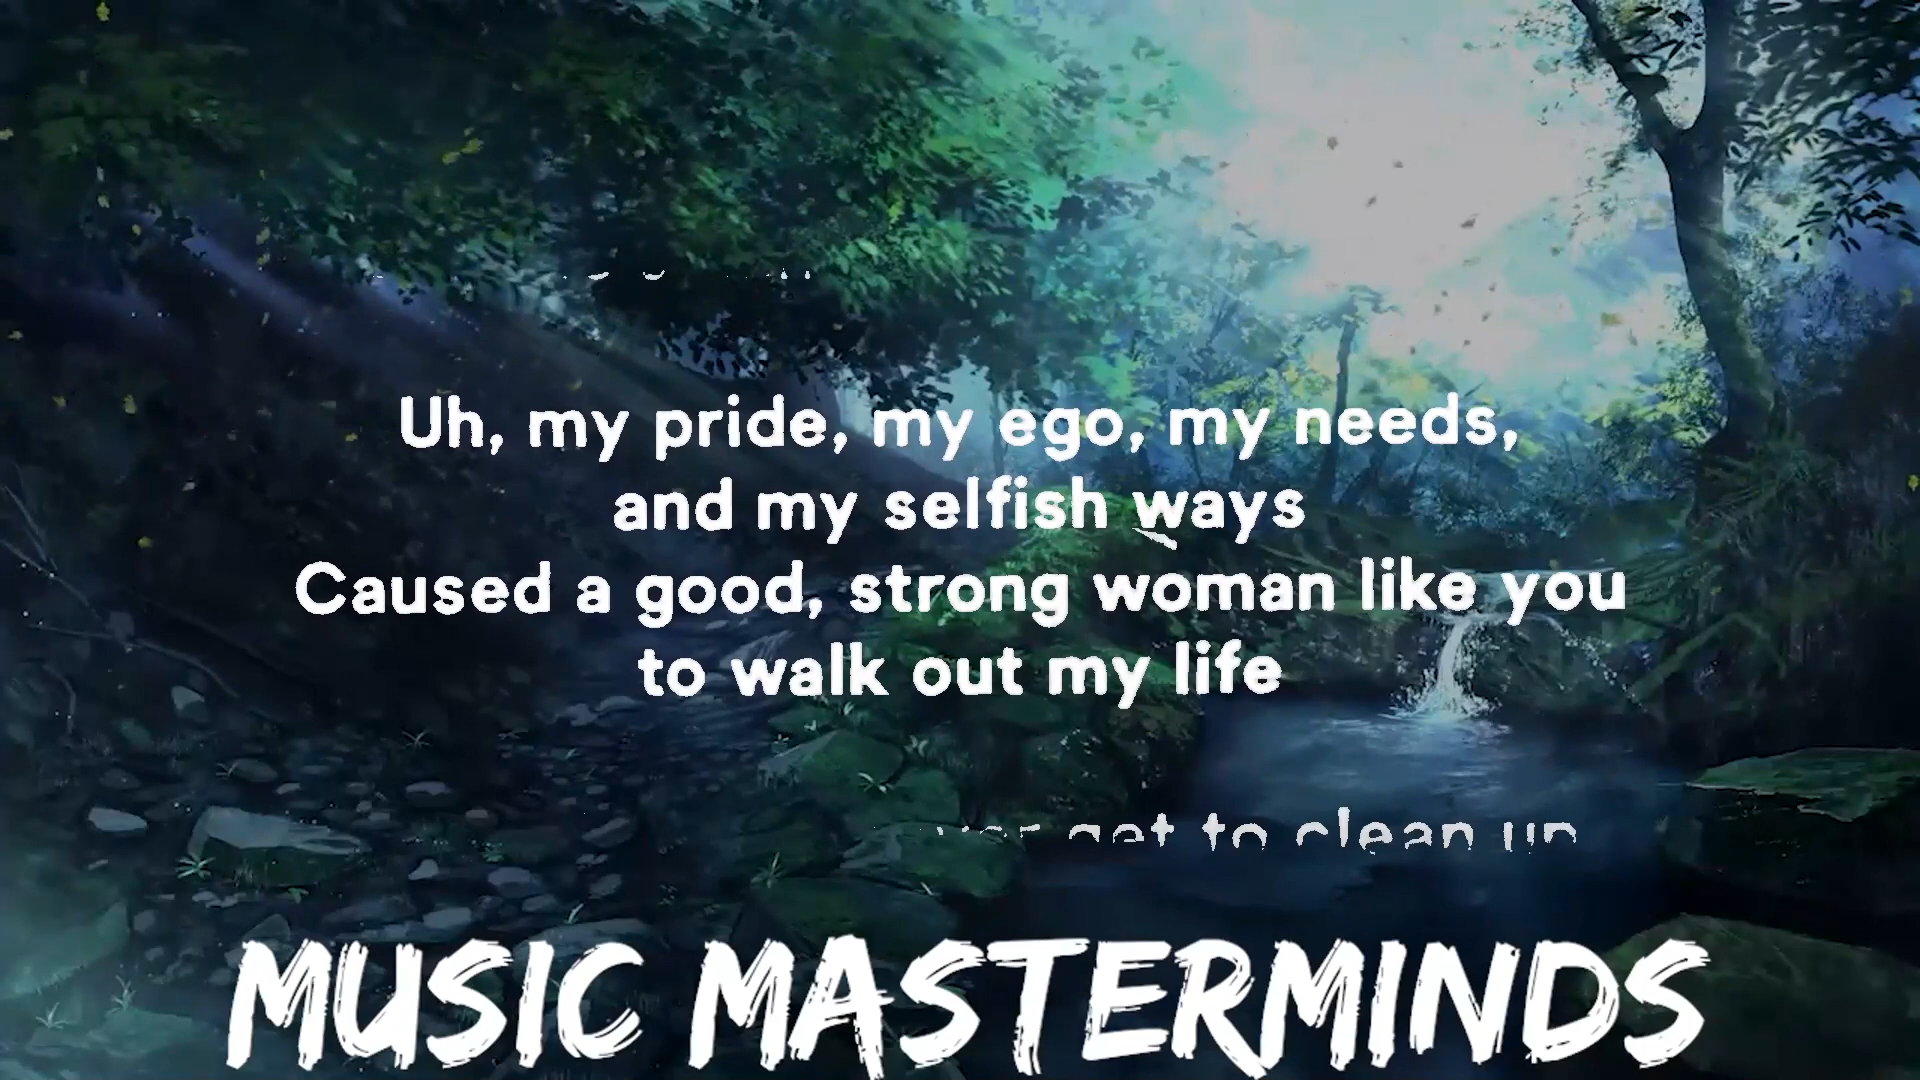 Uh, my pride, my ego, my needs,
and my selfish ways
Caused a good, strong woman like you
to walk out my life
get to clean up
MUSIC MASTERMINDS